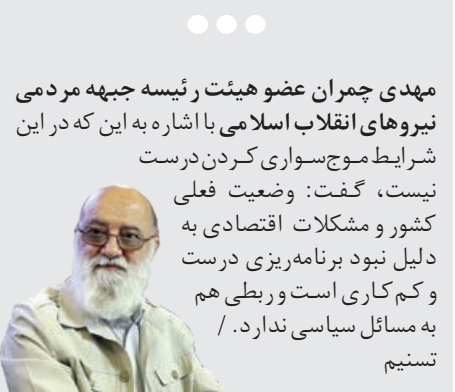 مهدی چمران عضو هیئت رئیسه جبهه مردمی
نیروهای انقلاب اسلامی با اشاره به این که در این
شرایط موج‌سواری کردن درست
نیست، گفت: وضعیت فعلی
کشور و مشکلات اقتصادی به
دلیل نبود برنامه‌ریزی درست
و کم‌کاری است و ربطی هم
به مسائل سیاسی ندارد. /
تسنیم